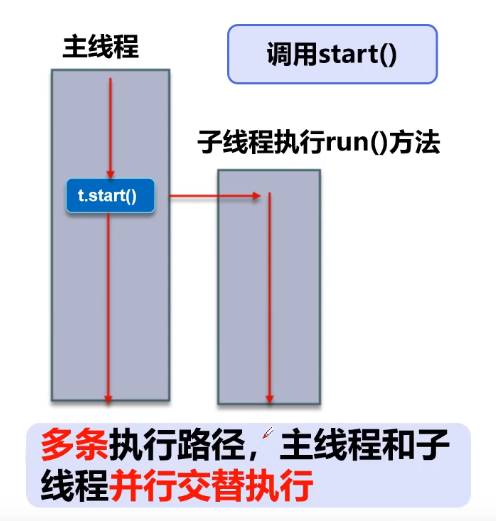 主线程
调用start()
子线程执行run()方法
t.start()
多条执行路径，主线程和子
线程并行交替执行